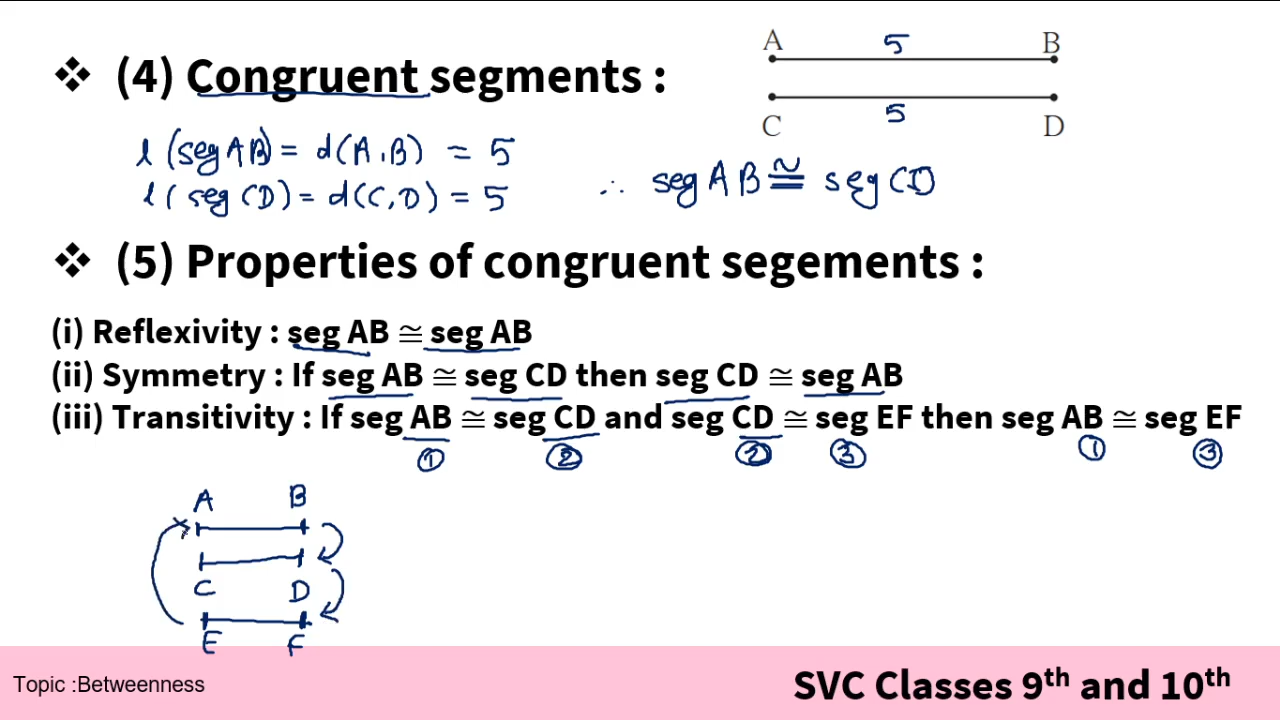 ❖ (4) Congruent segments :
A 5 B
C 5 D
l (seg AB) = d(A,B) = 5
l (seg CD) = d(C,D) = 5
∴ seg AB ≅ seg CD
❖ (5) Properties of congruent segements :
(i) Reflexivity : seg AB ≅ seg AB
(ii) Symmetry : If seg AB ≅ seg CD then seg CD ≅ seg AB
(iii) Transitivity : If seg AB ≅ seg CD and seg CD ≅ seg EF then seg AB ≅ seg EF
① ② ② ③ ① ③
A B
C D
E F
Topic :Betweenness
SVC Classes 9th and 10th